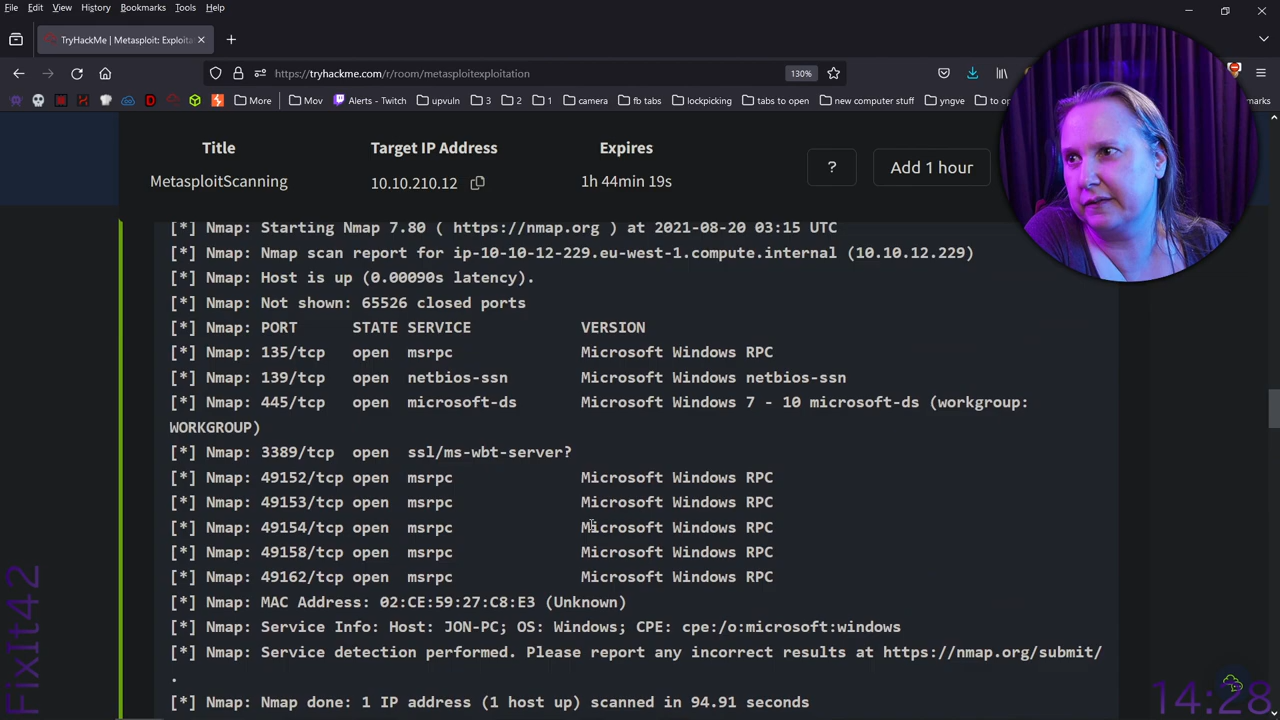 File Edit View History Bookmarks Tools Help
TryHackMe | Metasploit: Exploita
https://tryhackme.com/r/room/metasploitexploitation
130%
More Mov Alerts - Twitch upvuln 3 2 1 camera fb tabs lockpicking tabs to open new computer stuff yngve to op
Title Target IP Address Expires
MetasploitScanning 10.10.210.12 1h 44min 19s
? Add 1 hour
[*] Nmap: Starting Nmap 7.80 ( https://nmap.org ) at 2021-08-20 03:15 UTC
[*] Nmap: Nmap scan report for ip-10-10-12-229.eu-west-1.compute.internal (10.10.12.229)
[*] Nmap: Host is up (0.00090s latency).
[*] Nmap: Not shown: 65526 closed ports
[*] Nmap: PORT STATE SERVICE VERSION
[*] Nmap: 135/tcp open msrpc Microsoft Windows RPC
[*] Nmap: 139/tcp open netbios-ssn Microsoft Windows netbios-ssn
[*] Nmap: 445/tcp open microsoft-ds Microsoft Windows 7 - 10 microsoft-ds (workgroup:
WORKGROUP)
[*] Nmap: 3389/tcp open ssl/ms-wbt-server?
[*] Nmap: 49152/tcp open msrpc Microsoft Windows RPC
[*] Nmap: 49153/tcp open msrpc Microsoft Windows RPC
[*] Nmap: 49154/tcp open msrpc Microsoft Windows RPC
[*] Nmap: 49158/tcp open msrpc Microsoft Windows RPC
[*] Nmap: 49162/tcp open msrpc Microsoft Windows RPC
[*] Nmap: MAC Address: 02:CE:59:27:C8:E3 (Unknown)
[*] Nmap: Service Info: Host: JON-PC; OS: Windows; CPE: cpe:/o:microsoft:windows
[*] Nmap: Service detection performed. Please report any incorrect results at https://nmap.org/submit/
.
[*] Nmap: Nmap done: 1 IP address (1 host up) scanned in 94.91 seconds
FixIt42
14:28